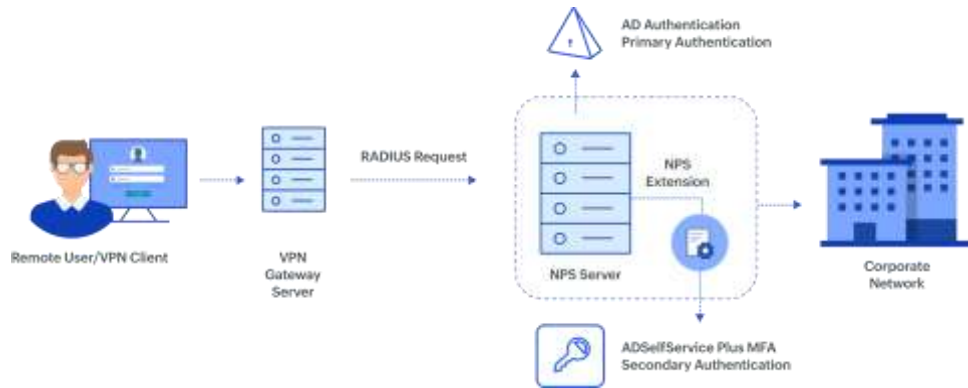 AD Authentication
Primary Authentication
RADIUS Request
NPS
Extension
Remote User/VPN Client
VPN
Gateway
Server
NPS Server
Corporate
Network
ADSelfService Plus MFA
Secondary Authentication